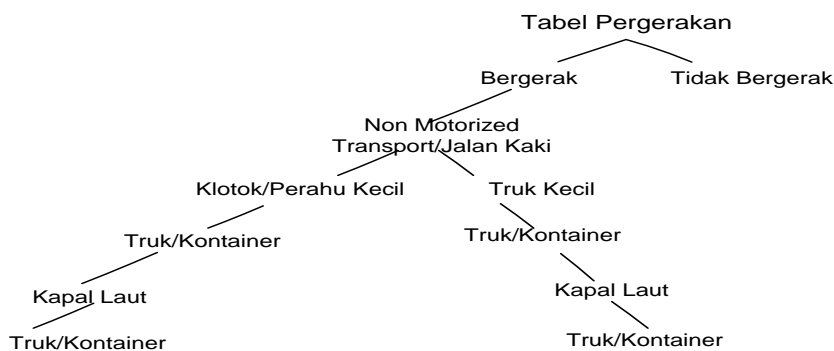 Tabel Pergerakan
Bergerak
Tidak Bergerak
Non Motorized
Transport/Jalan Kaki
Klotok/Perahu Kecil
Truk Kecil
Truk/Kontainer
Truk/Kontainer
Kapal Laut
Kapal Laut
Truk/Kontainer
Truk/Kontainer